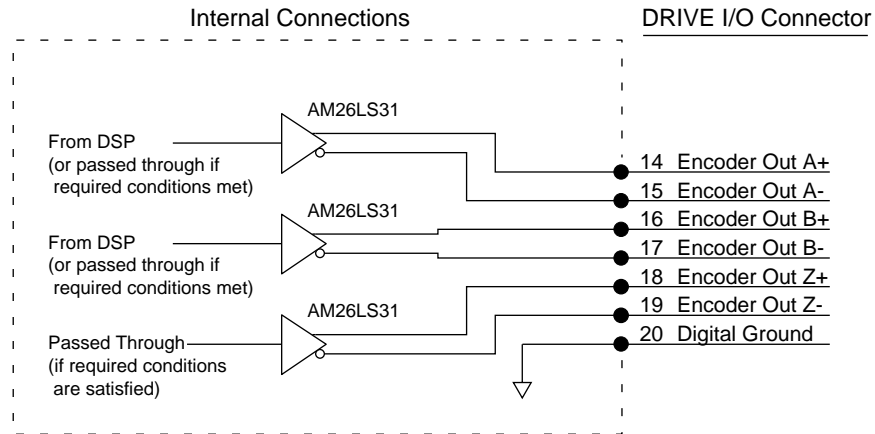 Internal Connections
DRIVE I/O Connector
AM26LS31
From DSP
(or passed through if
required conditions met)
14 Encoder Out A+
15 Encoder Out A-
AM26LS31
16 Encoder Out B+
From DSP
(or passed through if
required conditions met)
17 Encoder Out B-
18 Encoder Out Z+
AM26LS31
19 Encoder Out Z-
Passed Through
(if required conditions
are satisfied)
20 Digital Ground